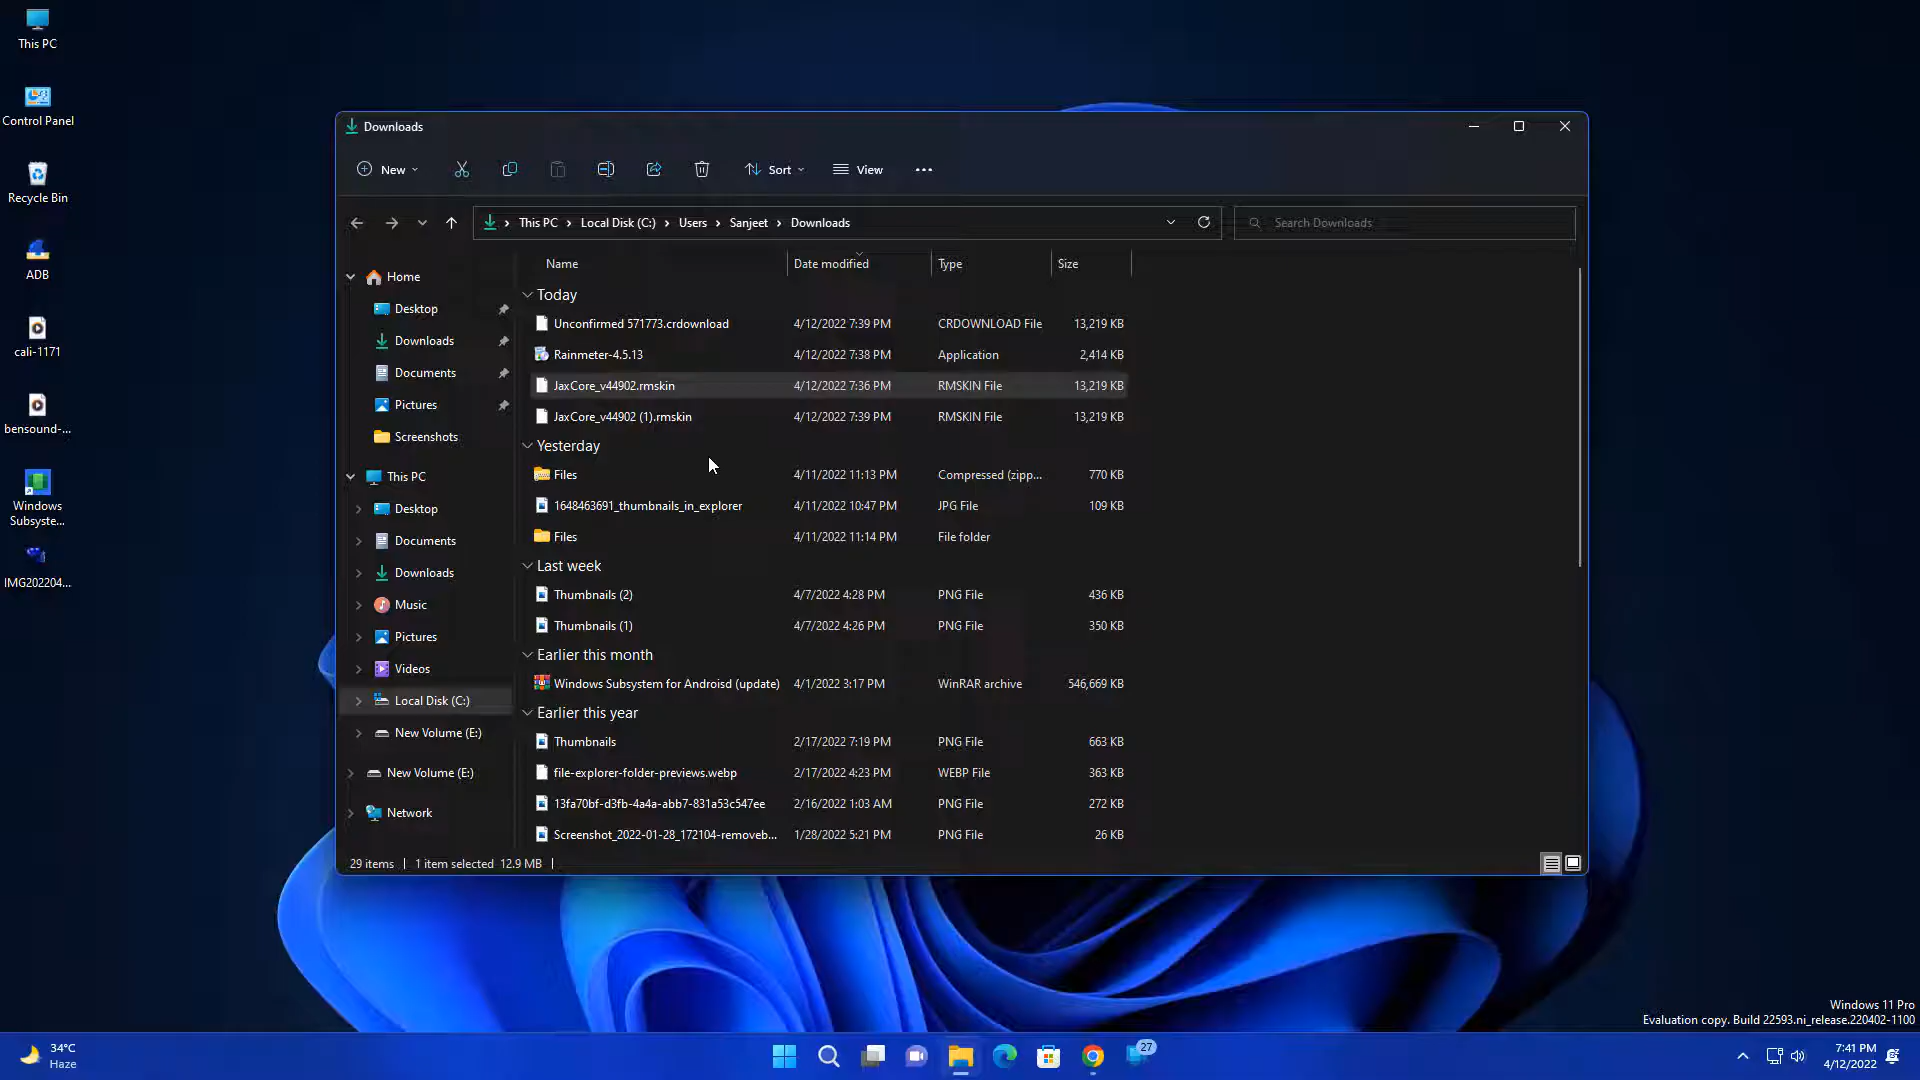 This PC
Control Panel
Recycle Bin
ADB
cali-1171
bensound-...
Windows
Subsyste...
IMG202204...
Downloads
New
Sort
View
This PC > Local Disk (C:) > Users > Sanjeet > Downloads
Search Downloads
Home
Desktop
Downloads
Documents
Pictures
Screenshots
This PC
Desktop
Documents
Downloads
Music
Pictures
Videos
Local Disk (C:)
New Volume (E:)
New Volume (E:)
Network
Name Date modified Type Size
Today
Unconfirmed 571773.crdownload 4/12/2022 7:39 PM CRDOWNLOAD File 13,219 KB
Rainmeter-4.5.13 4/12/2022 7:38 PM Application 2,414 KB
JaxCore_v44902.rmskin 4/12/2022 7:36 PM RMSKIN File 13,219 KB
JaxCore_v44902 (1).rmskin 4/12/2022 7:39 PM RMSKIN File 13,219 KB
Yesterday
Files 4/11/2022 11:13 PM Compressed (zipp... 770 KB
1648463691_thumbnails_in_explorer 4/11/2022 10:47 PM JPG File 109 KB
Files 4/11/2022 11:14 PM File folder
Last week
Thumbnails (2) 4/7/2022 4:28 PM PNG File 436 KB
Thumbnails (1) 4/7/2022 4:26 PM PNG File 350 KB
Earlier this month
Windows Subsystem for Androisd (update) 4/1/2022 3:17 PM WinRAR archive 546,669 KB
Earlier this year
Thumbnails 2/17/2022 7:19 PM PNG File 663 KB
file-explorer-folder-previews.webp 2/17/2022 4:23 PM WEBP File 363 KB
13fa70bf-d3fb-4a4a-abb7-831a53c547ee 2/16/2022 1:03 AM PNG File 272 KB
Screenshot_2022-01-28_172104-removeb... 1/28/2022 5:21 PM PNG File 26 KB
29 items | 1 item selected 12.9 MB |
Windows 11 Pro
Evaluation copy. Build 22593.ni_release.220402-1100
34°C
Haze
27
7:41 PM
4/12/2022